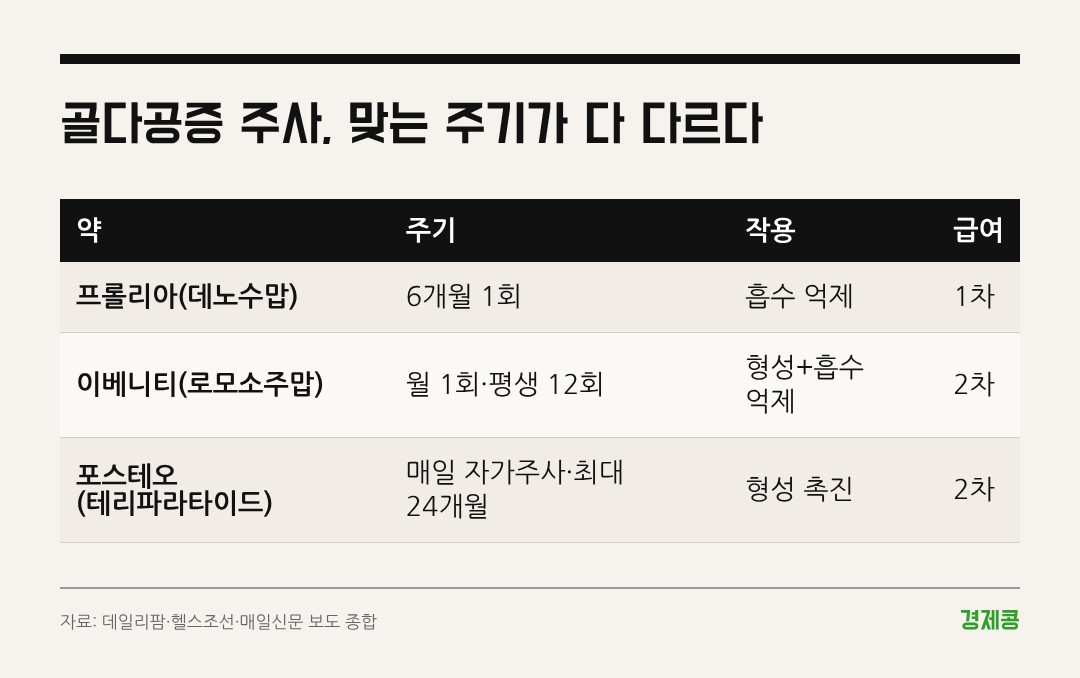 골다공증 주사, 맞는 주기가 다 다르다
약 주기 작용 급여
프롤리아(데노수맙) 6개월 1회 흡수 억제 1차
이베니티(로모소주맙) 월 1회·평생 12회 형성+흡수
억제 2차
포스테오
(테리파라타이드) 매일 자가주사·최대
24개월 형성 촉진 2차
자료: 데일리팜·헬스조선·매일신문 보도 종합
경제콩